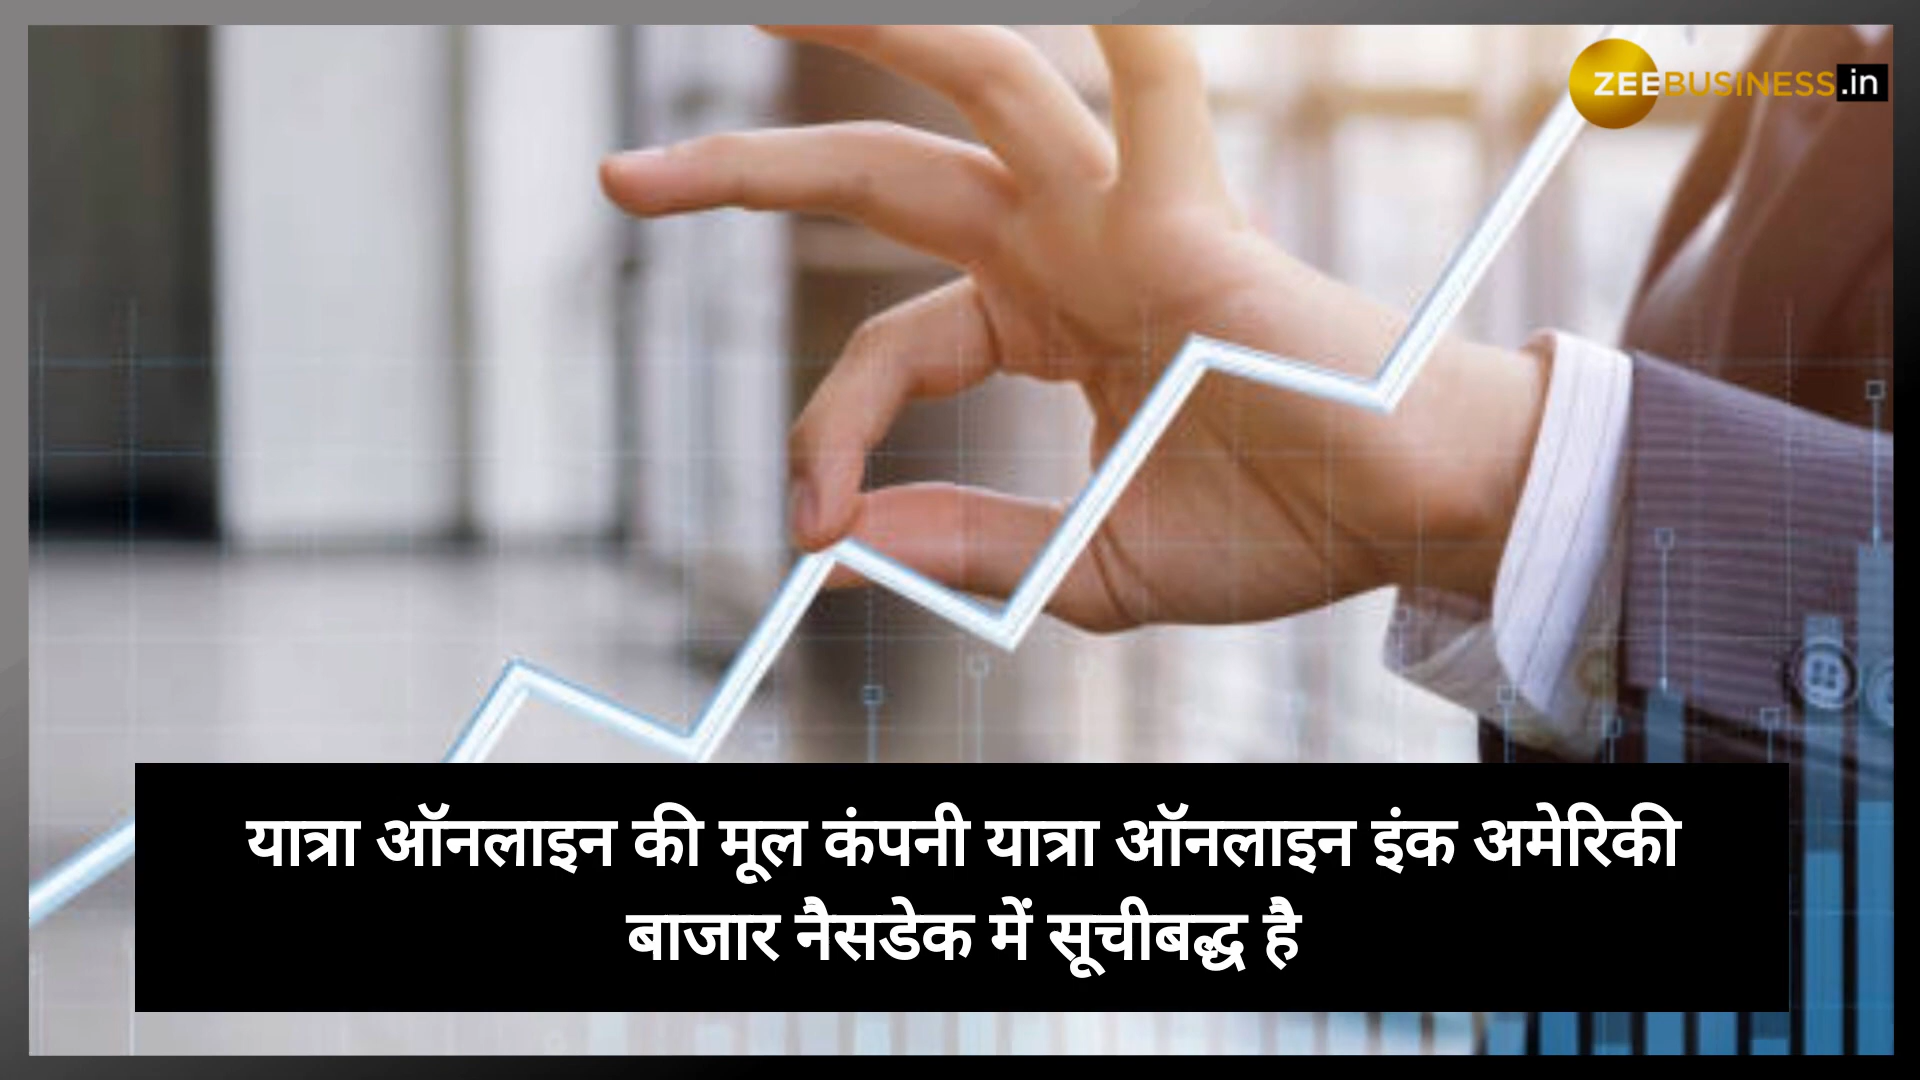 ZEEBUSINESS.in
यात्रा ऑनलाइन की मूल कंपनी यात्रा ऑनलाइन इंक अमेरिकी
बाजार नैसडेक में सूचीबद्ध है